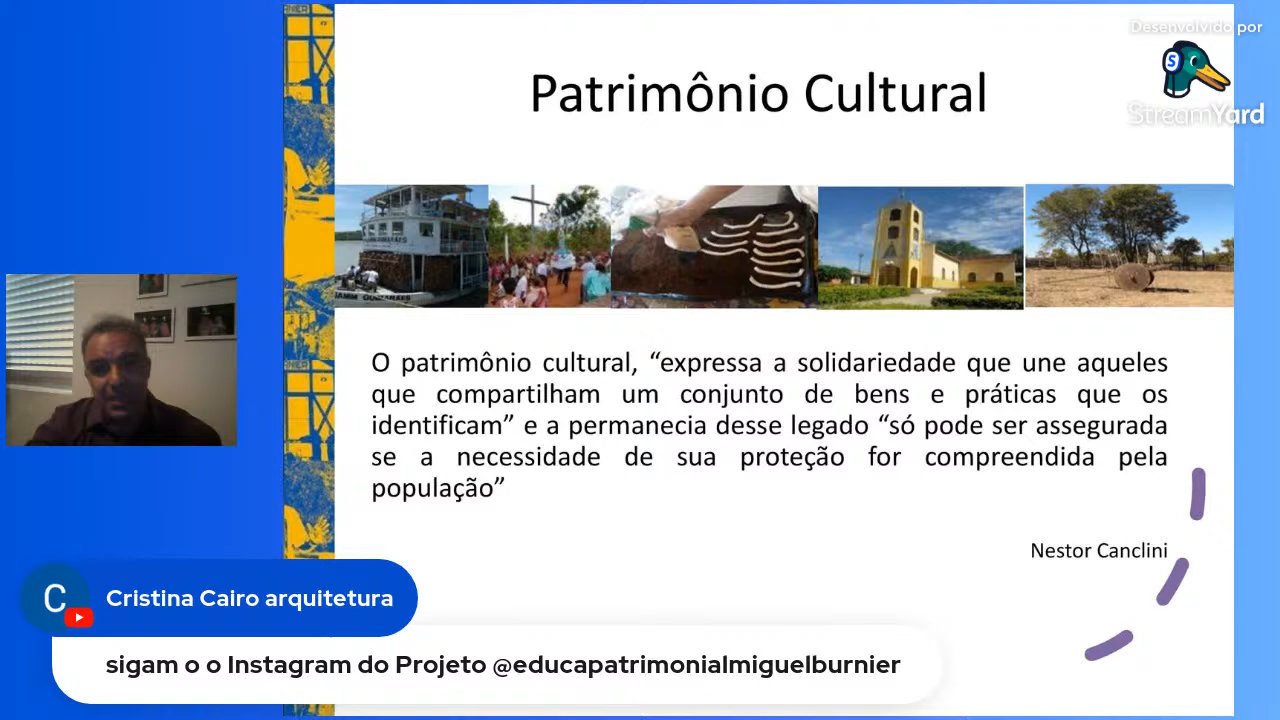 Desenvolvido por
StreamYard
Patrimônio Cultural
O patrimônio cultural, “expressa a solidariedade que une aqueles
que compartilham um conjunto de bens e práticas que os
identificam” e a permanecia desse legado “só pode ser assegurada
se a necessidade de sua proteção for compreendida pela
população”
Nestor Canclini
C
Cristina Cairo arquitetura
sigam o o Instagram do Projeto @educapatrimonialmiguelburnier